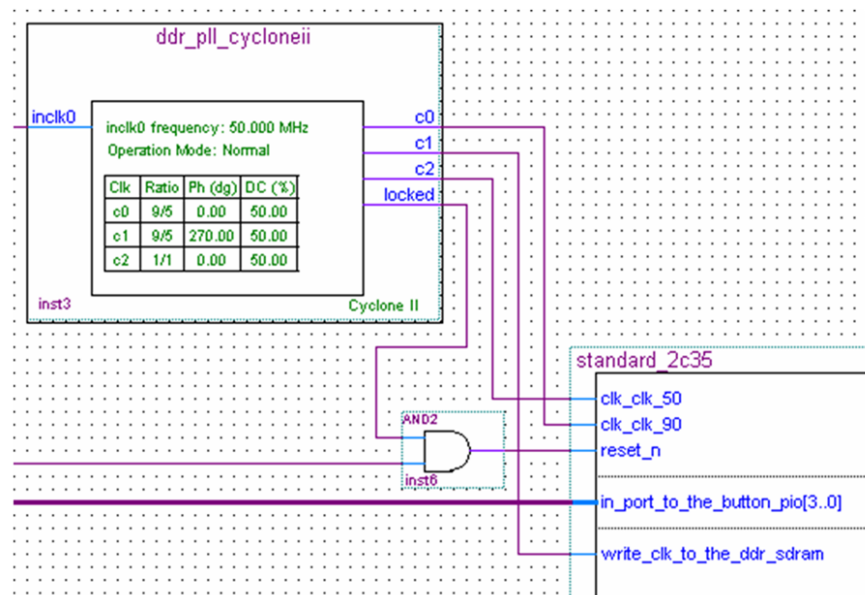 ddr_pll_cycloneii
inclk0
inclk0 frequency: 50.000 MHz
Operation Mode: Normal
Clk Ratio Ph (dg) DC (%)
c0 9/5 0.00 50.00
c1 9/5 270.00 50.00
c2 1/1 0.00 50.00
c0
c1
c2
locked
inst3
Cyclone II
AND2
inst6
standard_2c35
clk_clk_50
clk_clk_90
reset_n
in_port_to_the_button_pio[3..0]
write_clk_to_the_ddr_sdram